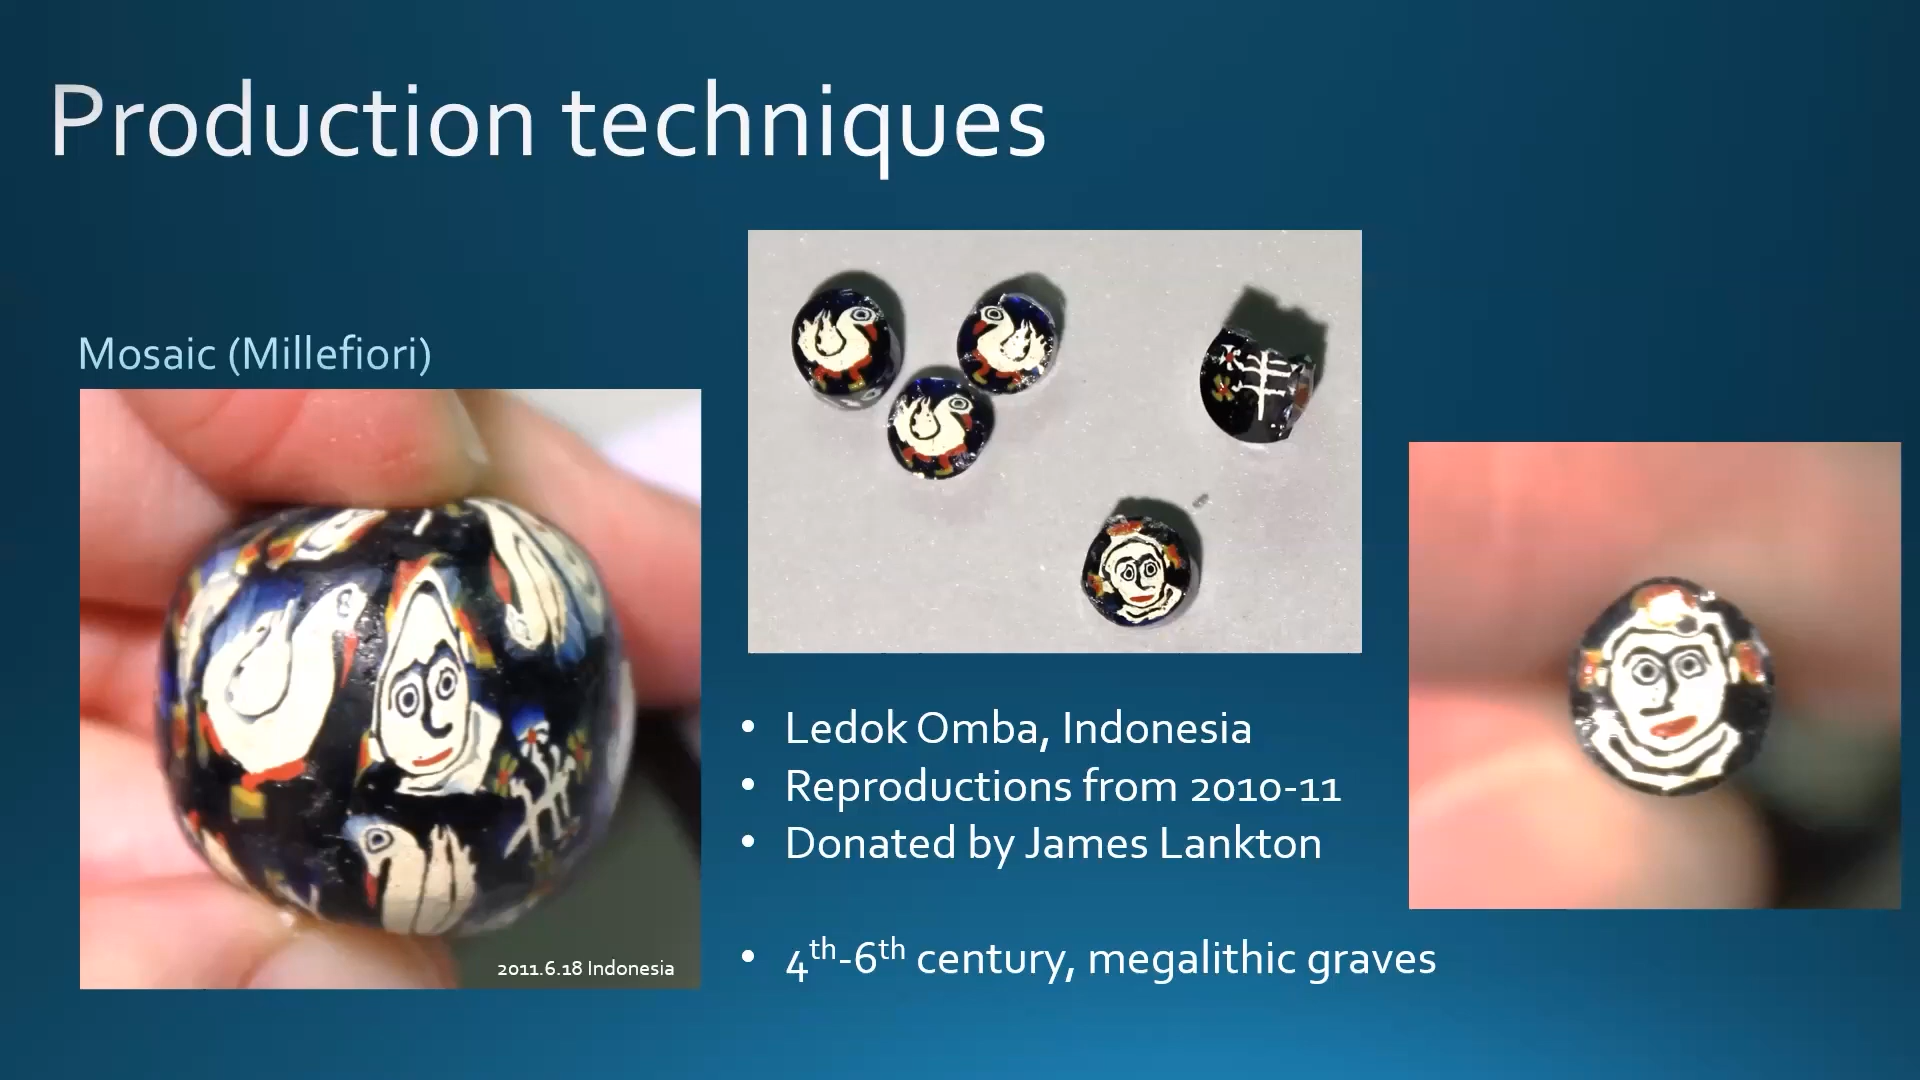 Production techniques
Mosaic (Millefiori)
2011.6.18 Indonesia
• Ledok Omba, Indonesia
• Reproductions from 2010-11
• Donated by James Lankton
• 4th-6th century, megalithic graves